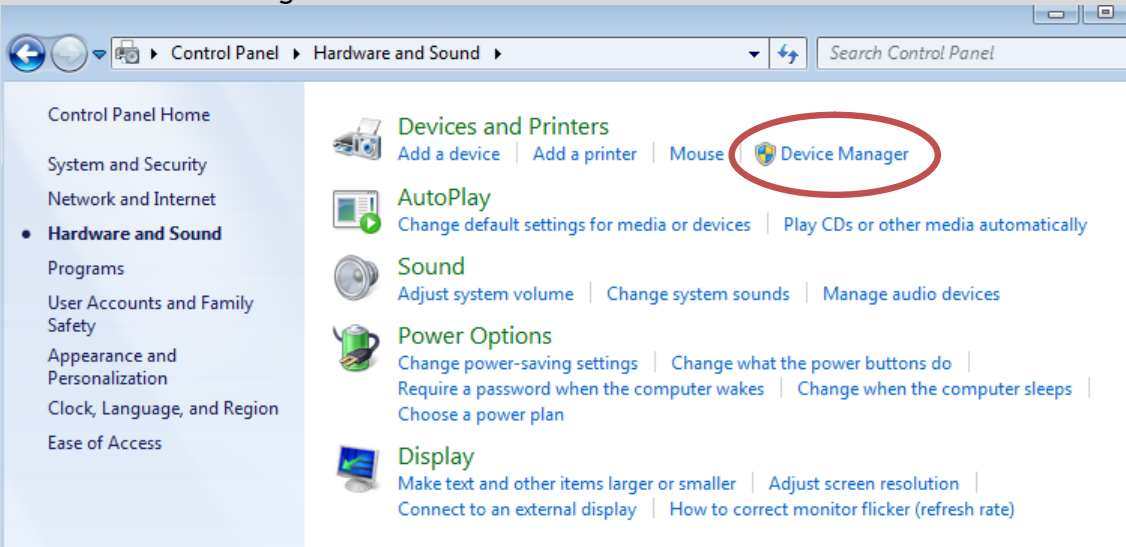 Control Panel
Hardware and Sound
Search Control Panel
Control Panel Home
System and Security
Network and Internet
Hardware and Sound
Programs
User Accounts and Family
Safety
Appearance and
Personalization
Clock, Language, and Region
Ease of Access
Devices and Printers
Add a device
Add a printer
Mouse
Device Manager
AutoPlay
Change default settings for media or devices
Play CDs or other media automatically
Sound
Adjust system volume
Change system sounds
Manage audio devices
Power Options
Change power-saving settings
Change what the power buttons do
Require a password when the computer wakes
Change when the computer sleeps
Choose a power plan
Display
Make text and other items larger or smaller
Adjust screen resolution
Connect to an external display
How to correct monitor flicker (refresh rate)